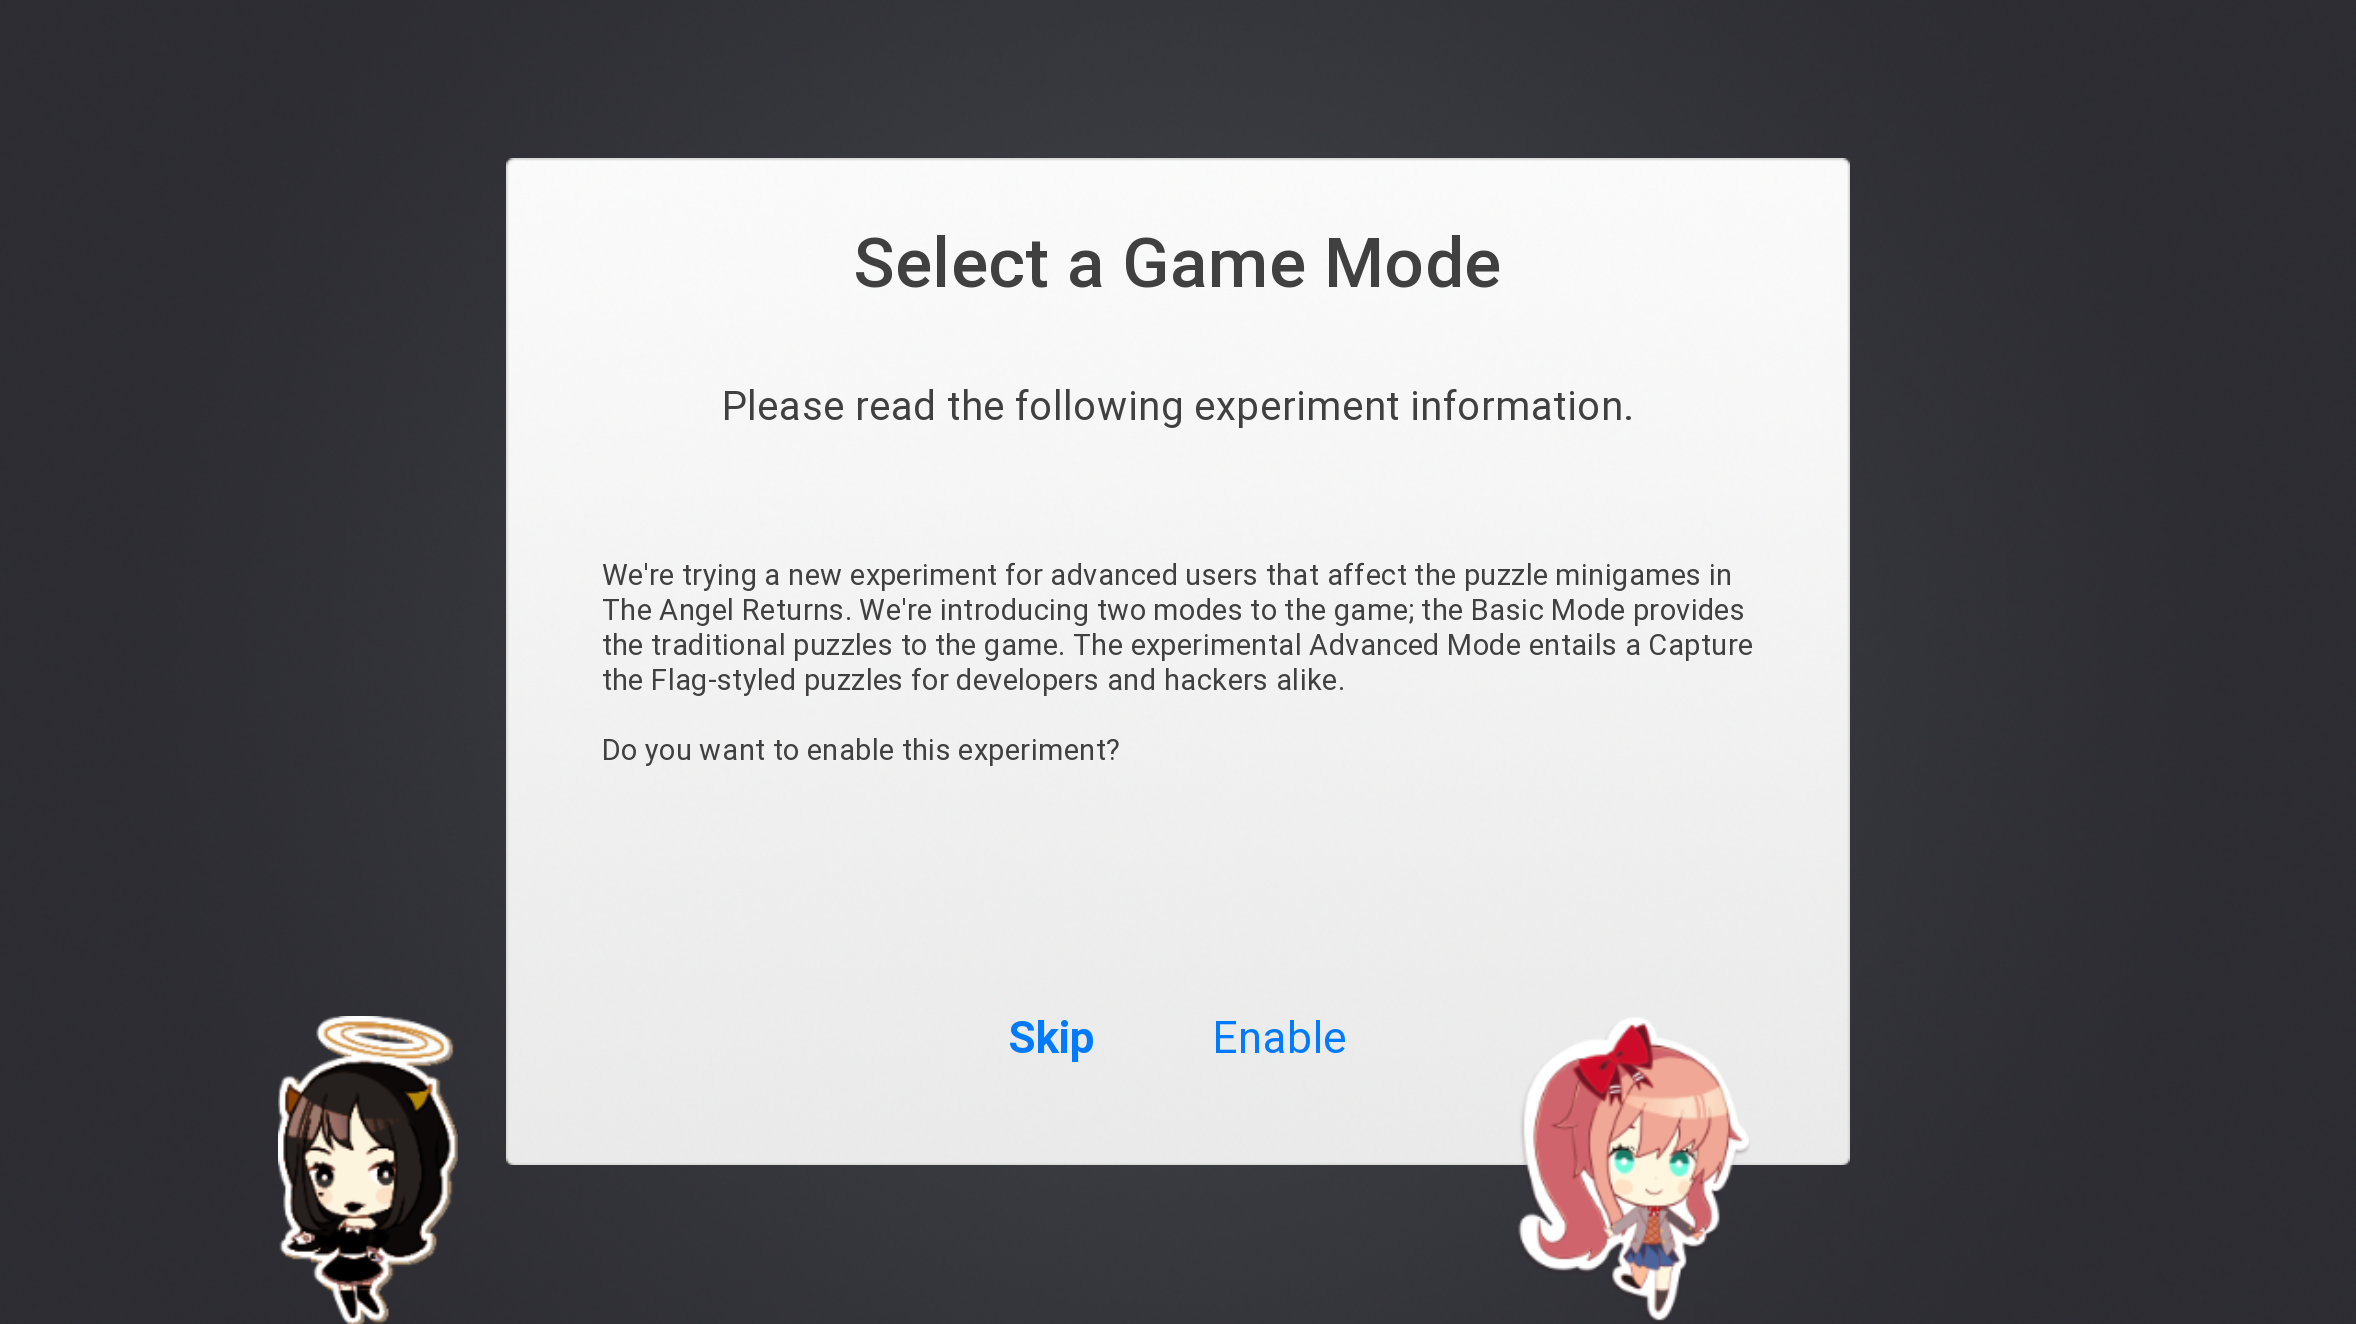 Select a Game Mode
Please read the following experiment information.
We're trying a new experiment for advanced users that affect the puzzle minigames in
The Angel Returns. We're introducing two modes to the game; the Basic Mode provides
the traditional puzzles to the game. The experimental Advanced Mode entails a Capture
the Flag-styled puzzles for developers and hackers alike.
Do you want to enable this experiment?
Skip Enable